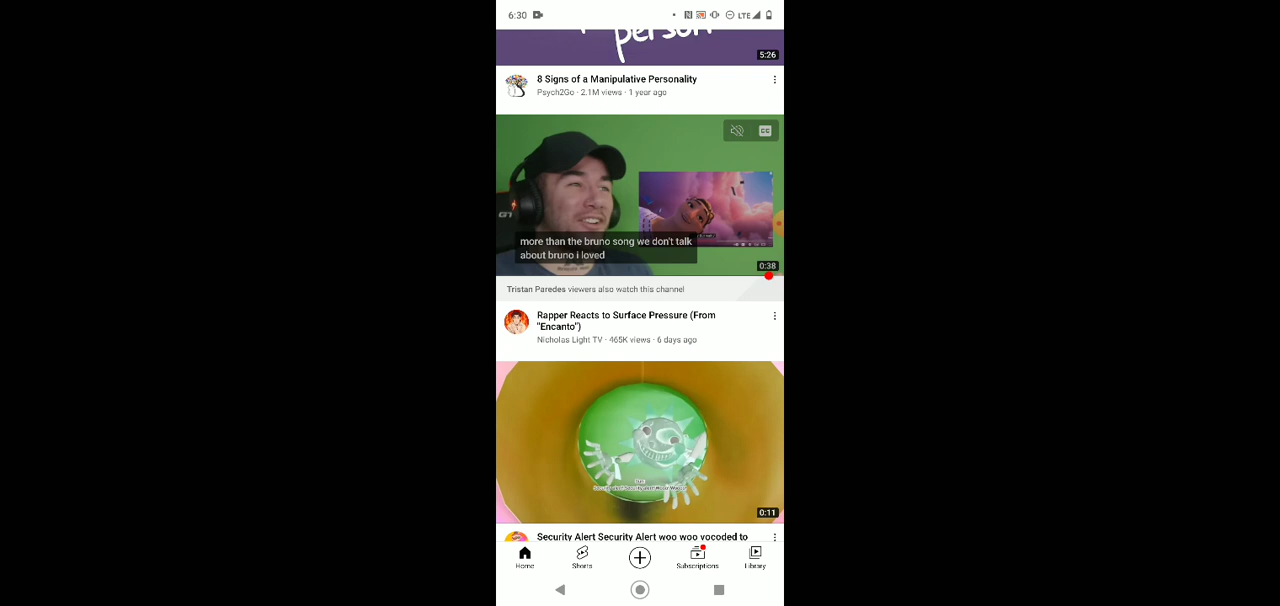 6:30
LTE
person
5:26
8 Signs of a Manipulative Personality
Psych2Go · 2.1M views · 1 year ago
CC
more than the bruno song we don't talk
about bruno i loved
0:38
Tristan Paredes viewers also watch this channel
Rapper Reacts to Surface Pressure (From
"Encanto")
Nicholas Light TV · 465K views · 6 days ago
0:11
Security Alert Security Alert woo woo vocoded to
Home
Shorts
Subscriptions
Library